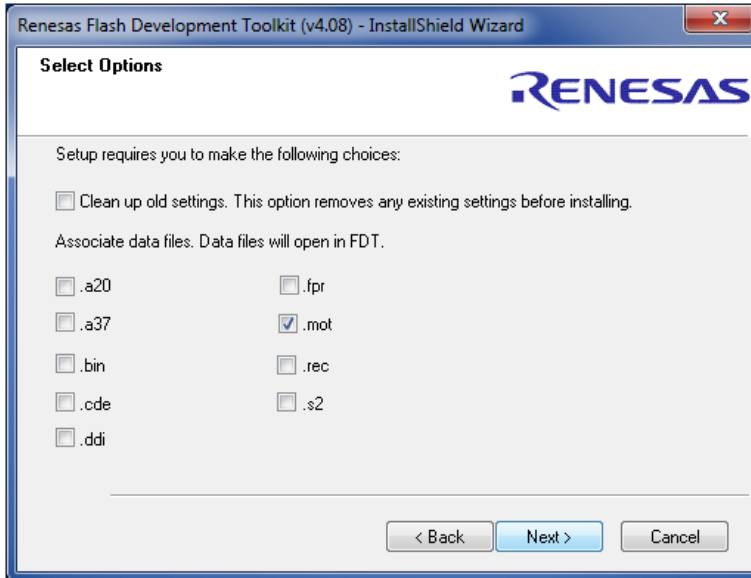 Renesas Flash Development Toolkit (v4.08) - InstallShield Wizard
Select Options
RENESAS
Setup requires you to make the following choices:
Clean up old settings. This option removes any existing settings before installing.
Associate data files. Data files will open in FDT.
.a20 .fpr
.a37 .mot
.bin .rec
.cde .s2
.ddi
< Back Next > Cancel